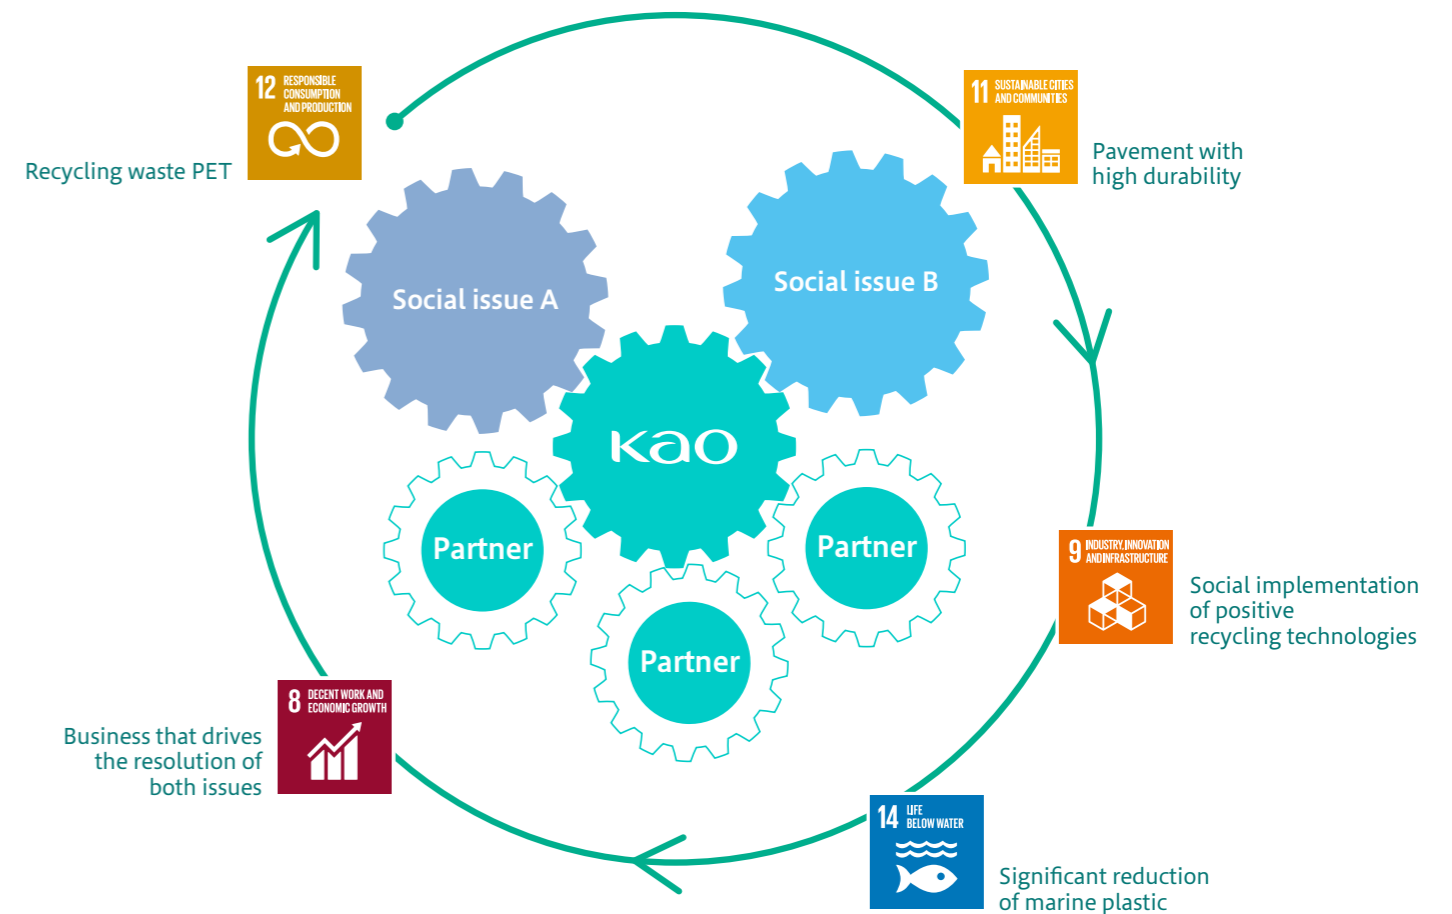 12 RESPONSIBLE
CONSUMPTION
AND PRODUCTION
Recycling waste PET
11 SUSTAINABLE CITIES
AND COMMUNITIES
Pavement with
high durability
Social issue A
Social issue B
Kao
Partner
Partner
Partner
9 INDUSTRY, INNOVATION
AND INFRASTRUCTURE
Social implementation
of positive
recycling technologies
8 DECENT WORK AND
ECONOMIC GROWTH
Business that drives
the resolution of
both issues
14 LIFE
BELOW WATER
Significant reduction
of marine plastic